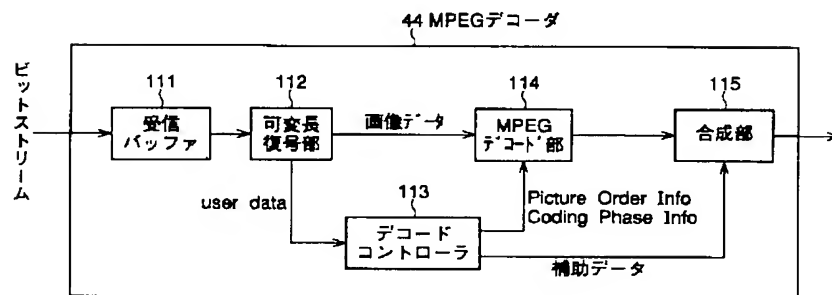 44 MPEGデコーダ
ビットストリーム
111
受信
バッファ
112
可変長
復号部
画像データ
114
MPEG
デコード部
115
合成部
user data
113
デコード
コントローラ
Picture Order Info
Coding Phase Info
補助データ